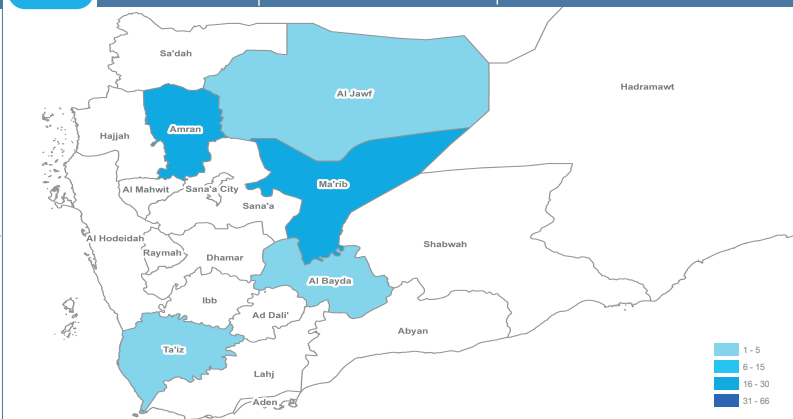 Sa'dah
Hadramawt
Al Jawf
Amran
Hajjah
Ma'rib
Al Mahwit
Sana'a City
Sana'a
Al Hodeidah
Shabwah
Raymah
Dhamar
Al Bayda
Ibb
Ad Dali'
Abyan
Ta'iz
Lahj
Aden
1 - 5
6 - 15
16 - 30
31 - 66